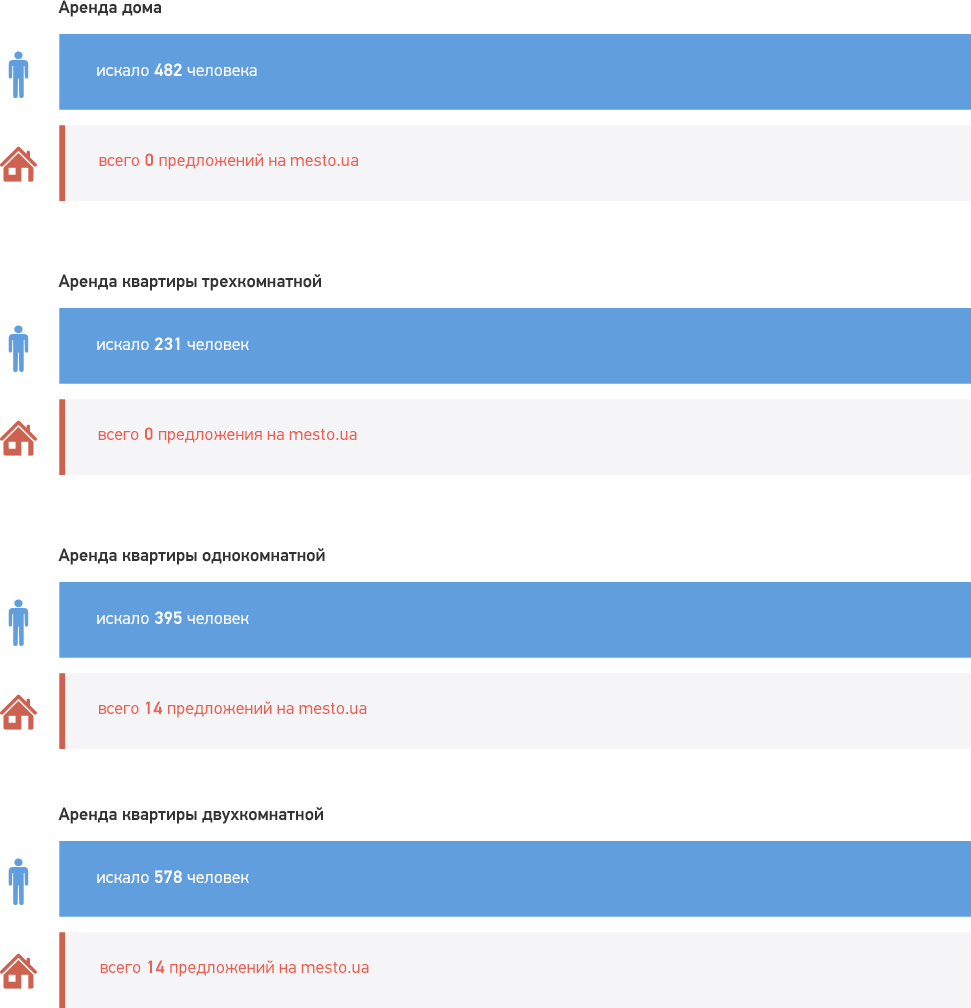 Аренда дома
искало 482 человека
всего 0 предложений на mesto.ua
Аренда квартиры трехкомнатной
искало 231 человек
всего 0 предложения на mesto.ua
Аренда квартиры однокомнатной
искало 395 человек
всего 14 предложений на mesto.ua
Аренда квартиры двухкомнатной
искало 578 человек
всего 14 предложений на mesto.ua